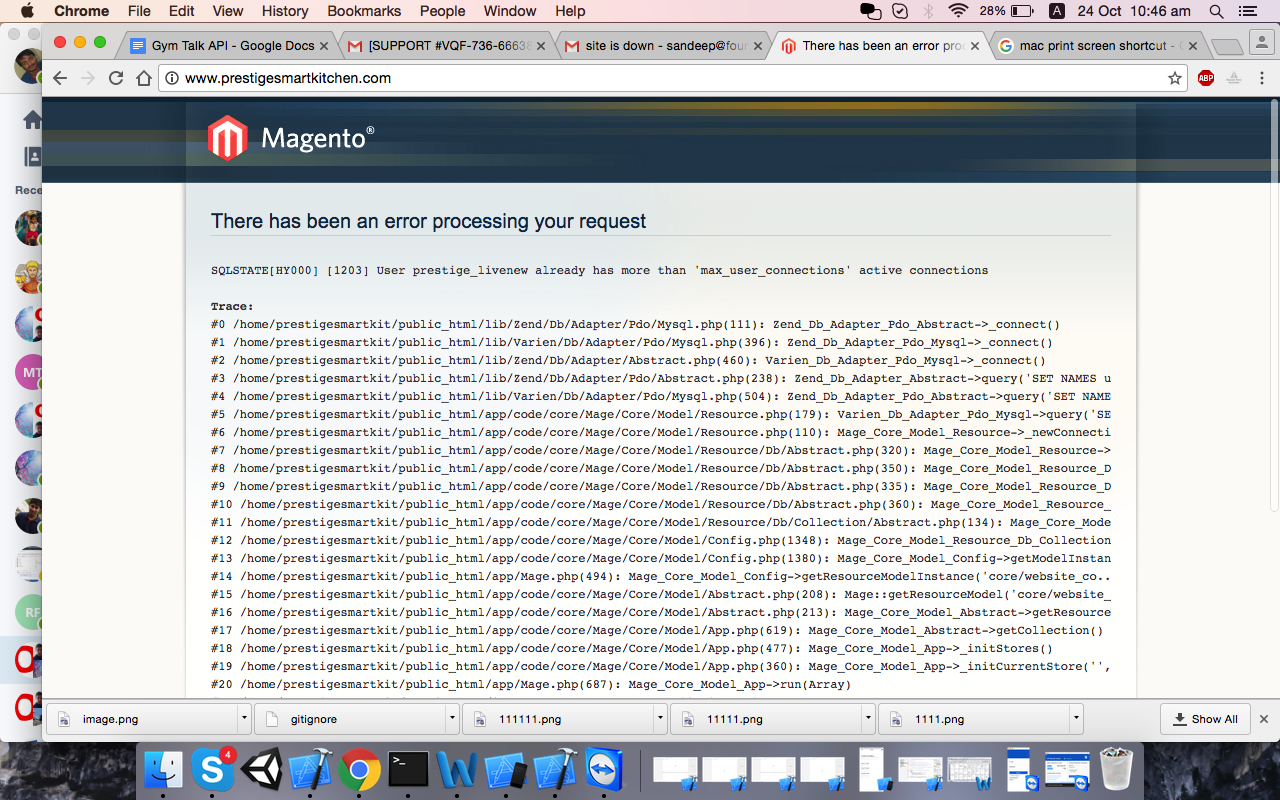 Chrome File Edit View History Bookmarks People Window Help 28% A 24 Oct 10:46 am
Gym Talk API - Google Docs [SUPPORT #VQF-736-6663 site is down - sandeep@four There has been an error pro mac print screen shortcut -
www.prestigesmartkitchen.com ABP
Rece
MT
RF
Magento®
There has been an error processing your request
SQLSTATE[HY000] [1203] User prestige_livenew already has more than 'max_user_connections' active connections
Trace:
#0 /home/prestigesmartkit/public_html/lib/Zend/Db/Adapter/Pdo/Mysql.php(111): Zend_Db_Adapter_Pdo_Abstract->_connect()
#1 /home/prestigesmartkit/public_html/lib/Varien/Db/Adapter/Pdo/Mysql.php(396): Zend_Db_Adapter_Pdo_Mysql->_connect()
#2 /home/prestigesmartkit/public_html/lib/Zend/Db/Adapter/Abstract.php(460): Varien_Db_Adapter_Pdo_Mysql->_connect()
#3 /home/prestigesmartkit/public_html/lib/Zend/Db/Adapter/Pdo/Abstract.php(238): Zend_Db_Adapter_Abstract->query('SET NAMES u
#4 /home/prestigesmartkit/public_html/lib/Varien/Db/Adapter/Pdo/Mysql.php(504): Zend_Db_Adapter_Pdo_Abstract->query('SET NAME
#5 /home/prestigesmartkit/public_html/app/code/core/Mage/Core/Model/Resource.php(179): Varien_Db_Adapter_Pdo_Mysql->query('SE
#6 /home/prestigesmartkit/public_html/app/code/core/Mage/Core/Model/Resource.php(110): Mage_Core_Model_Resource->_newConnecti
#7 /home/prestigesmartkit/public_html/app/code/core/Mage/Core/Model/Resource/Db/Abstract.php(320): Mage_Core_Model_Resource->
#8 /home/prestigesmartkit/public_html/app/code/core/Mage/Core/Model/Resource/Db/Abstract.php(350): Mage_Core_Model_Resource_D
#9 /home/prestigesmartkit/public_html/app/code/core/Mage/Core/Model/Resource/Db/Abstract.php(335): Mage_Core_Model_Resource_D
#10 /home/prestigesmartkit/public_html/app/code/core/Mage/Core/Model/Resource/Db/Abstract.php(360): Mage_Core_Model_Resource_
#11 /home/prestigesmartkit/public_html/app/code/core/Mage/Core/Model/Resource/Db/Collection/Abstract.php(134): Mage_Core_Mode
#12 /home/prestigesmartkit/public_html/app/code/core/Mage/Core/Model/Config.php(1348): Mage_Core_Model_Resource_Db_Collection
#13 /home/prestigesmartkit/public_html/app/code/core/Mage/Core/Model/Config.php(1380): Mage_Core_Model_Config->getModelInstan
#14 /home/prestigesmartkit/public_html/app/Mage.php(494): Mage_Core_Model_Config->getResourceModelInstance('core/website_co..
#15 /home/prestigesmartkit/public_html/app/code/core/Mage/Core/Model/Abstract.php(208): Mage::getResourceModel('core/website_
#16 /home/prestigesmartkit/public_html/app/code/core/Mage/Core/Model/Abstract.php(213): Mage_Core_Model_Abstract->getResource
#17 /home/prestigesmartkit/public_html/app/code/core/Mage/Core/Model/App.php(619): Mage_Core_Model_Abstract->getCollection()
#18 /home/prestigesmartkit/public_html/app/code/core/Mage/Core/Model/App.php(477): Mage_Core_Model_App->_initStores()
#19 /home/prestigesmartkit/public_html/app/code/core/Mage/Core/Model/App.php(360): Mage_Core_Model_App->_initCurrentStore('',
#20 /home/prestigesmartkit/public_html/app/Mage.php(687): Mage_Core_Model_App->run(Array)
image.png gitignore 111111.png 11111.png 1111.png Show All
4